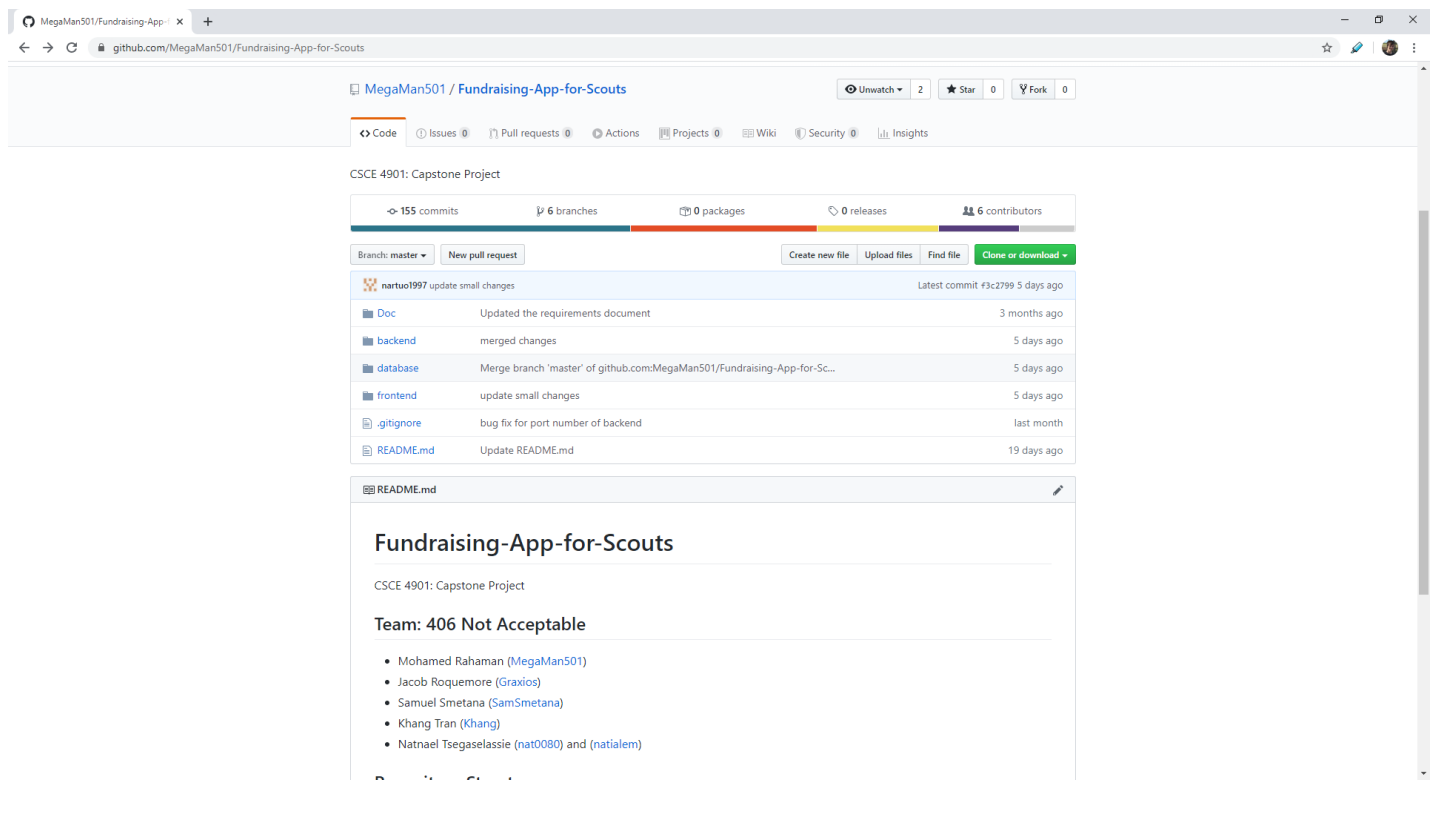 MegaMan501/Fundraising-App-
github.com/MegaMan501/Fundraising-App-for-Scouts
MegaMan501 / Fundraising-App-for-Scouts
Unwatch 2 Star 0 Fork 0
Code Issues 0 Pull requests 0 Actions Projects 0 Wiki Security 0 Insights
CSCE 4901: Capstone Project
155 commits 6 branches 0 packages 0 releases 6 contributors
Branch: master New pull request Create new file Upload files Find file Clone or download
nartuo1997 update small changes Latest commit f3c2799 5 days ago
Doc Updated the requirements document 3 months ago
backend merged changes 5 days ago
database Merge branch 'master' of github.com:MegaMan501/Fundraising-App-for-Sc... 5 days ago
frontend update small changes 5 days ago
.gitignore bug fix for port number of backend last month
README.md Update README.md 19 days ago
README.md
Fundraising-App-for-Scouts
CSCE 4901: Capstone Project
Team: 406 Not Acceptable
Mohamed Rahaman (MegaMan501)
Jacob Roquemore (Graxios)
Samuel Smetana (SamSmetana)
Khang Tran (Khang)
Natnael Tsegaselassie (nat0080) and (natialem)